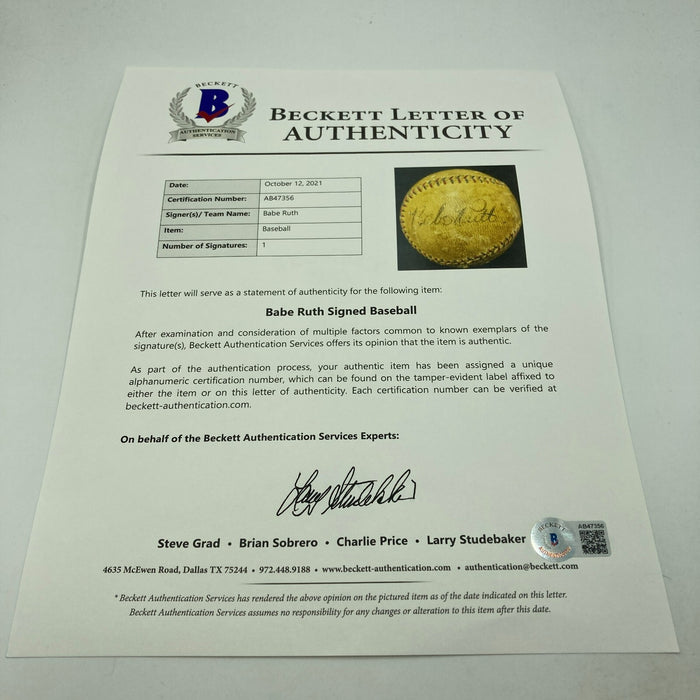 BECKETT
B
AUTHENTICATION
SERVICES
BECKETT LETTER OF
AUTHENTICITY
Date: October 12, 2021
Certification Number: AB47356
Signer(s)/ Team Name: Babe Ruth
Item: Baseball
Number of Signatures: 1
Babe Ruth
This letter will serve as a statement of authenticity for the following item:
Babe Ruth Signed Baseball
After examination and consideration of multiple factors common to known exemplars of the
signature(s), Beckett Authentication Services offers its opinion that the item is authentic.
As part of the authentication process, your authentic item has been assigned a unique
alphanumeric certification number, which can be found on the tamper-evident label affixed to
either the item or on this letter of authenticity. Each certification number can be verified at
beckett-authentication.com.
On behalf of the Beckett Authentication Services Experts:
Larry Studebaker
Steve Grad • Brian Sobrero • Charlie Price • Larry Studebaker
BECKETT
B
AB47356
4635 McEwen Road, Dallas TX 75244 • 972.448.9188 • www.beckett-authentication.com • authentication@beckett.com
* Beckett Authentication Services has rendered the above opinion on the pictured item as of the date indicated on this letter.
Beckett Authentication Services assumes no responsibility for any changes or alteration to this item after this date.